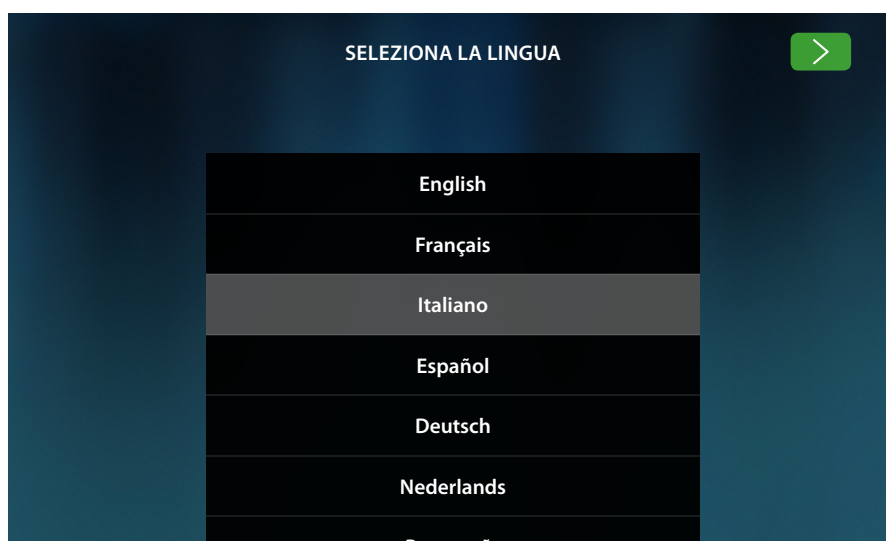 SELEZIONA LA LINGUA
English
Français
Italiano
Español
Deutsch
Nederlands